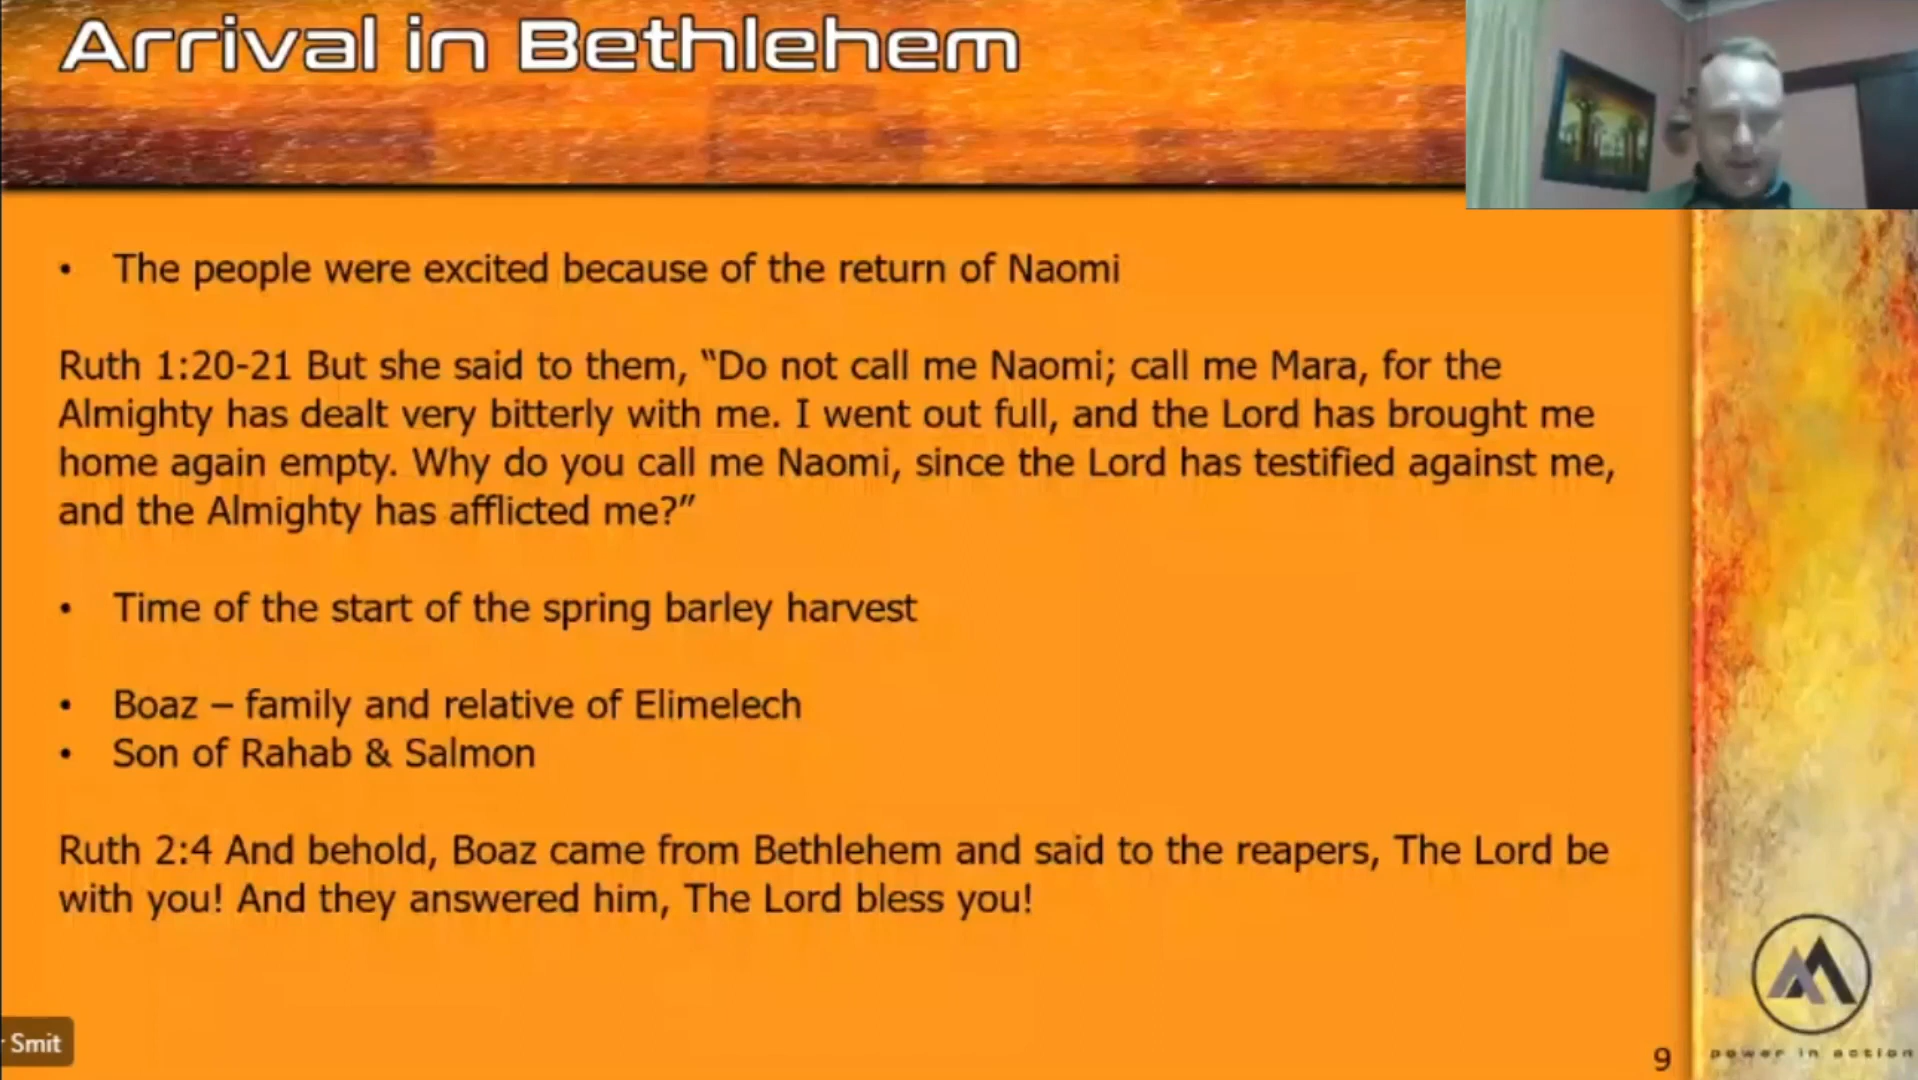 Arrival in Bethlehem
• The people were excited because of the return of Naomi
Ruth 1:20-21 But she said to them, “Do not call me Naomi; call me Mara, for the
Almighty has dealt very bitterly with me. I went out full, and the Lord has brought me
home again empty. Why do you call me Naomi, since the Lord has testified against me,
and the Almighty has afflicted me?”
• Time of the start of the spring barley harvest
• Boaz – family and relative of Elimelech
• Son of Rahab & Salmon
Ruth 2:4 And behold, Boaz came from Bethlehem and said to the reapers, The Lord be
with you! And they answered him, The Lord bless you!
Smit
9
power in action